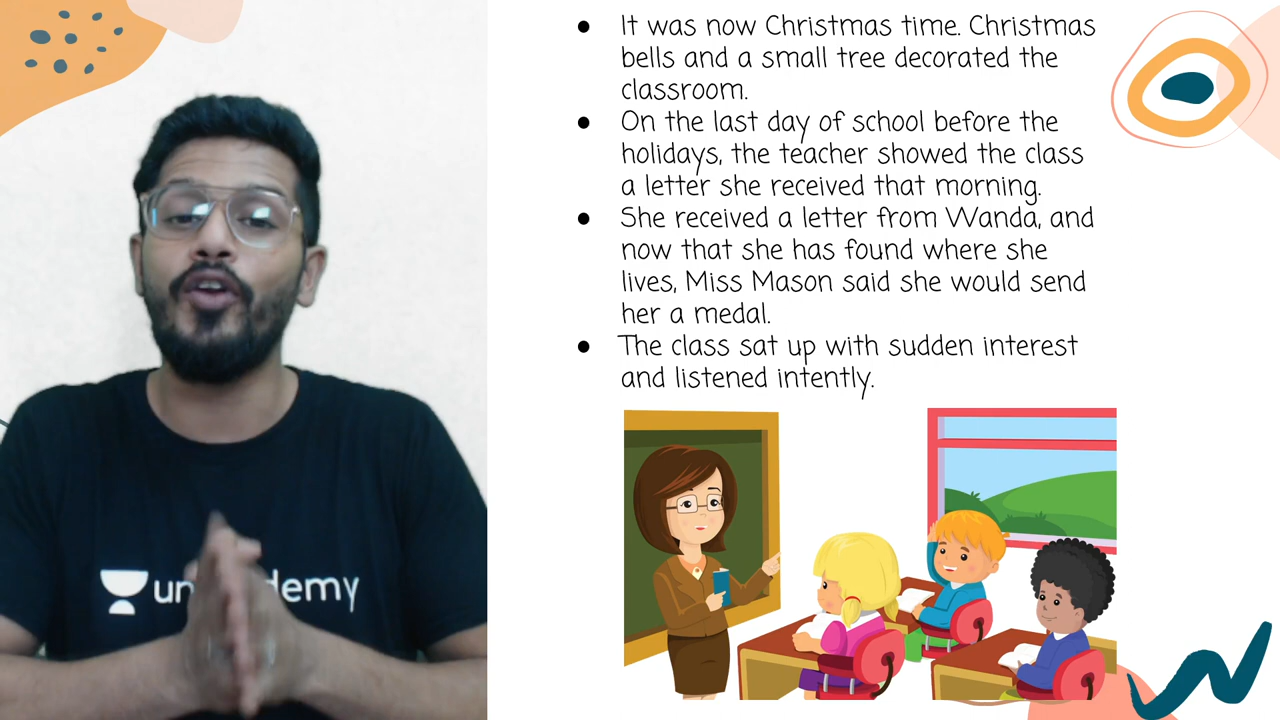 ● It was now Christmas time. Christmas
bells and a small tree decorated the
classroom.
● On the last day of school before the
holidays, the teacher showed the class
a letter she received that morning.
● She received a letter from Wanda, and
now that she has found where she
lives, Miss Mason said she would send
her a medal.
● The class sat up with sudden interest
and listened intently.
un demy